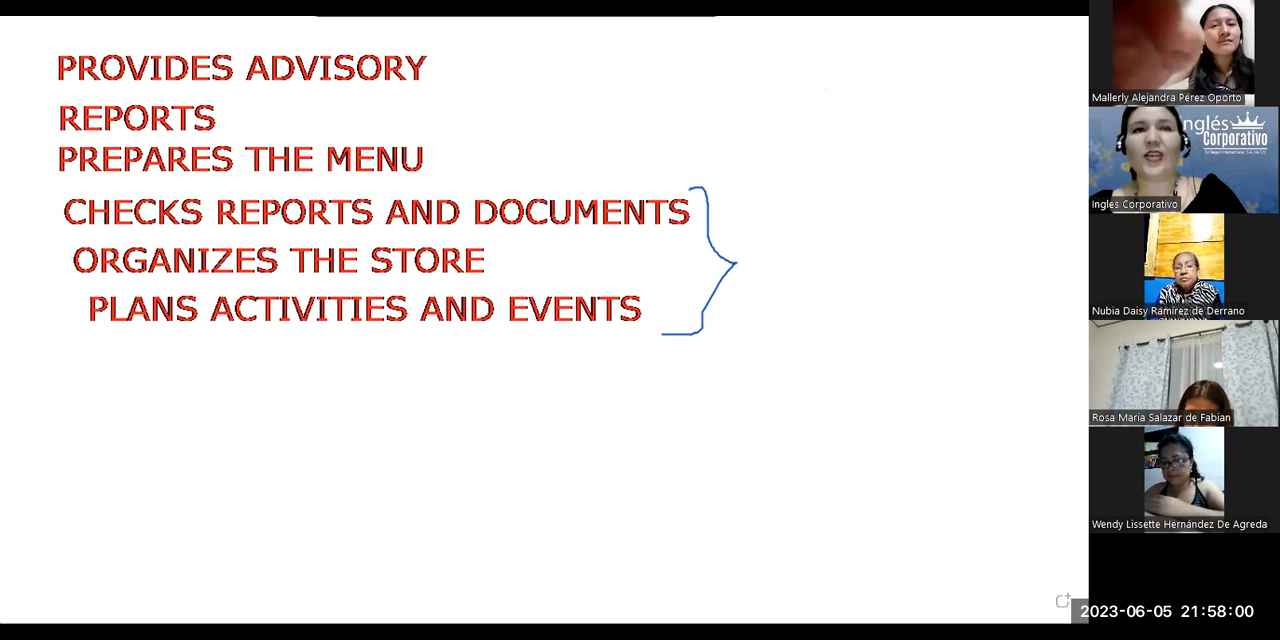 PROVIDES ADVISORY
REPORTS
PREPARES THE MENU
CHECKS REPORTS AND DOCUMENTS
ORGANIZES THE STORE
PLANS ACTIVITIES AND EVENTS
Mallerly Alejandra Pérez Oporto
Inglés
Corporativo
Ingles Corporativo
Nubia Daisy Ramírez de Derrano
Rosa Maria Salazar de Fabian
Wendy Lissette Hernández De Agreda
2023-06-05 21:58:00